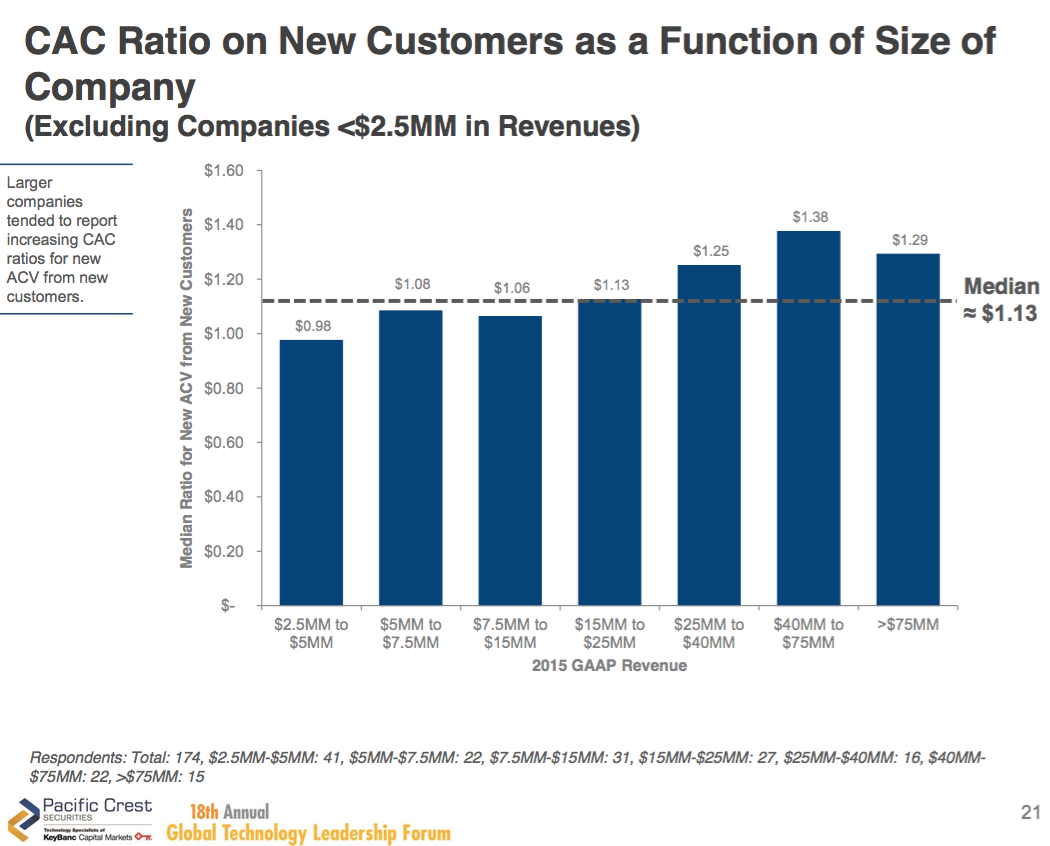 CAC Ratio on New Customers as a Function of Size of
Company
(Excluding Companies <$2.5MM in Revenues)
Larger
companies
tended to report
increasing CAC
ratios for new
ACV from new
customers.
Median Ratio for New ACV from New Customers
$1.60
$1.40
$1.20
$1.00
$0.80
$0.60
$0.40
$0.20
$-
$0.98
$1.08
$1.06
$1.13
$1.25
$1.38
$1.29
Median
≈ $1.13
$2.5MM to
$5MM
$5MM to
$7.5MM
$7.5MM to
$15MM
$15MM to
$25MM
$25MM to
$40MM
$40MM to
$75MM
>$75MM
2015 GAAP Revenue
Respondents: Total: 174, $2.5MM-$5MM: 41, $5MM-$7.5MM: 22, $7.5MM-$15MM: 31, $15MM-$25MM: 27, $25MM-$40MM: 16, $40MM-
$75MM: 22, >$75MM: 15
Pacific Crest
SECURITIES
Technology Specialists of
KeyBanc Capital Markets
18th Annual
Global Technology Leadership Forum
21